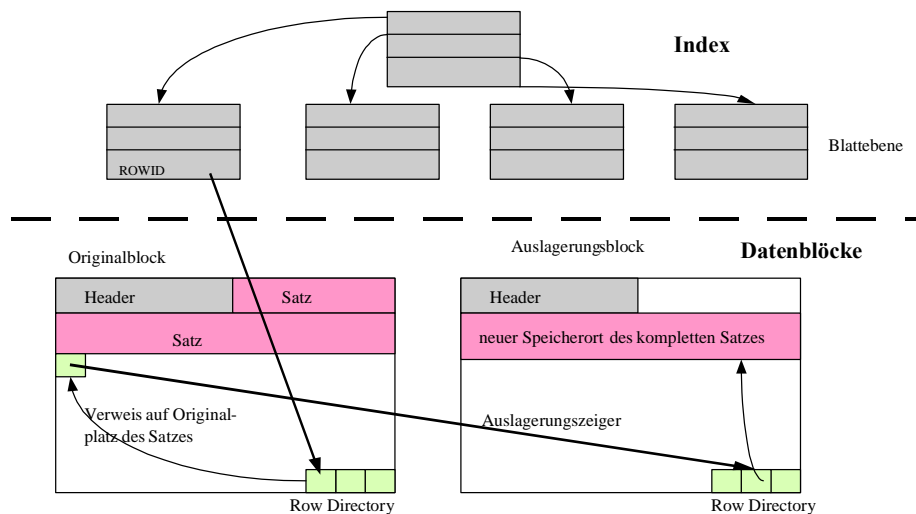 Index
ROWID
Blattebene
Originalblock
Auslagerungsblock
Datenblöcke
Header
Satz
Header
Satz
neuer Speicherort des kompletten Satzes
Verweis auf Original-
platz des Satzes
Auslagerungszeiger
Row Directory
Row Directory